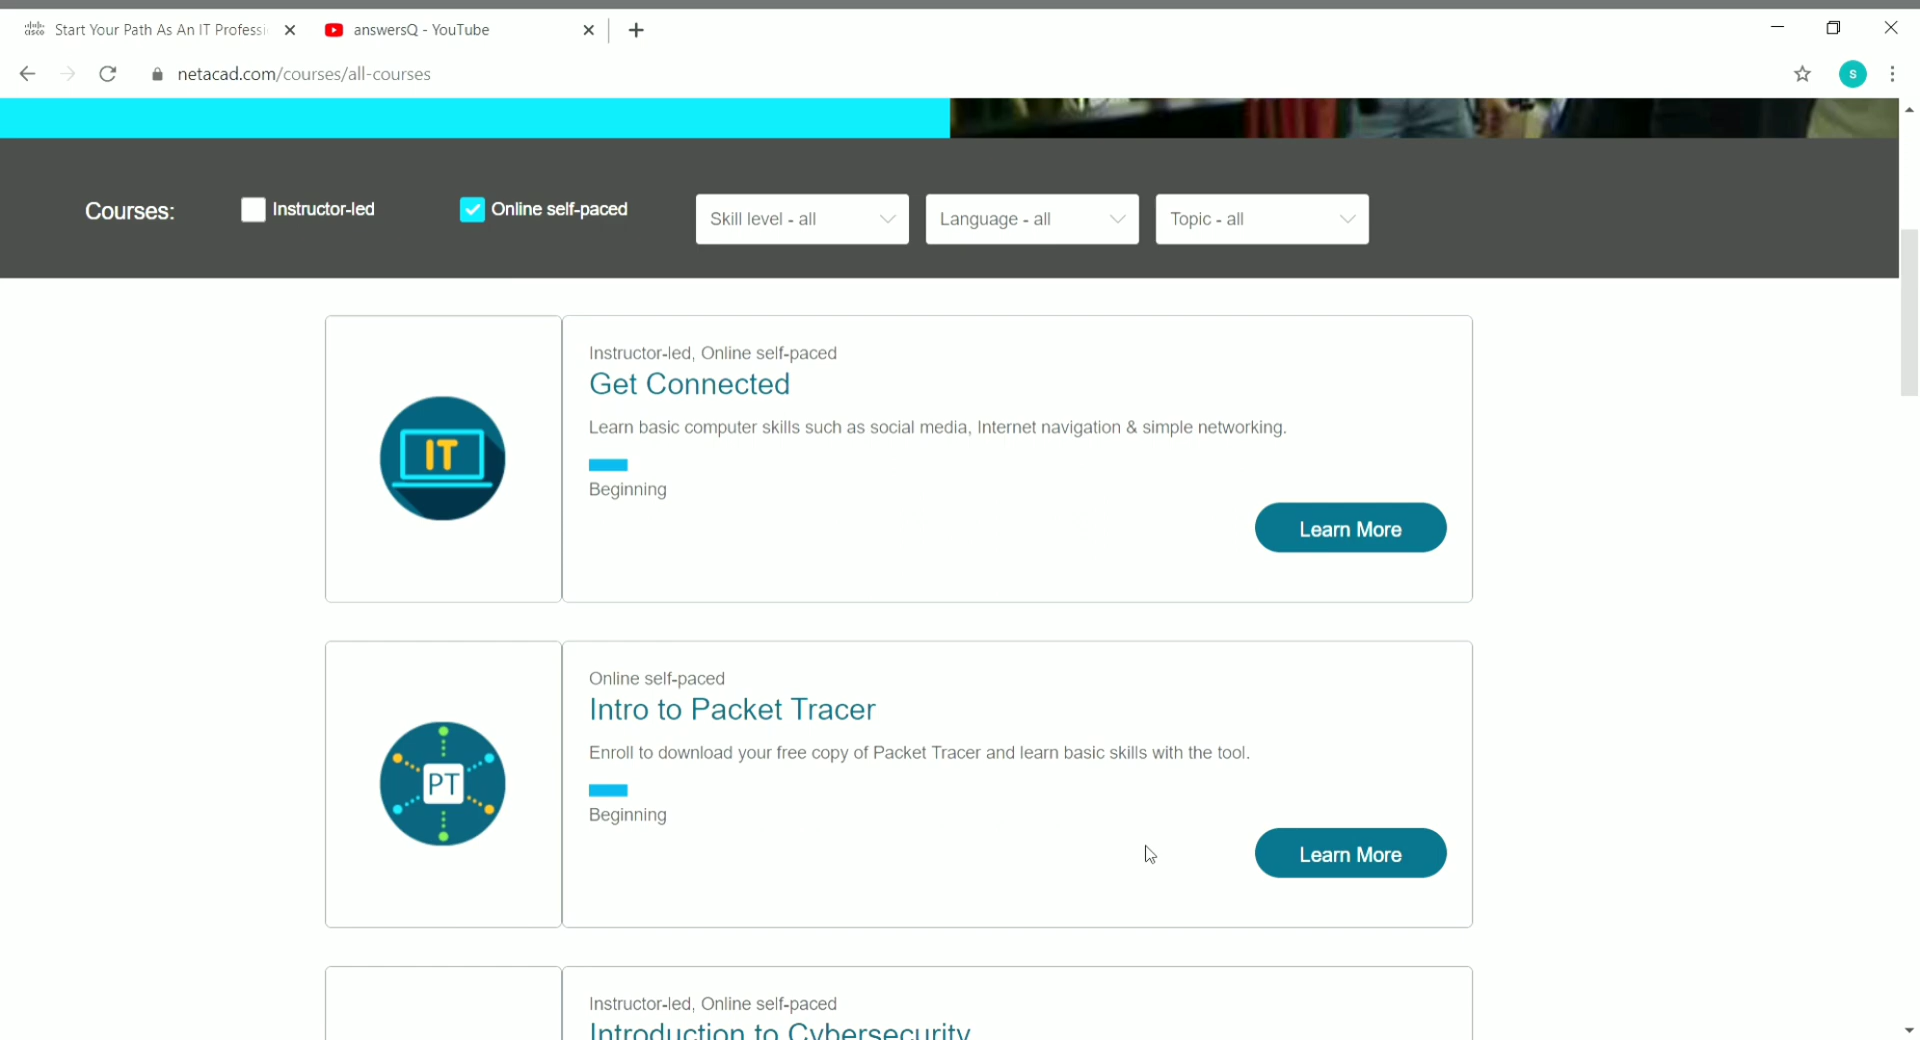 Start Your Path As An IT Professi
answersQ - YouTube
netacad.com/courses/all-courses
S
Courses:
Instructor-led
Online self-paced
Skill level - all
Language - all
Topic - all
Instructor-led, Online self-paced
Get Connected
Learn basic computer skills such as social media, Internet navigation & simple networking.
IT
Beginning
Learn More
Online self-paced
Intro to Packet Tracer
Enroll to download your free copy of Packet Tracer and learn basic skills with the tool.
PT
Beginning
Learn More
Instructor-led, Online self-paced
Introduction to Cybersecurity